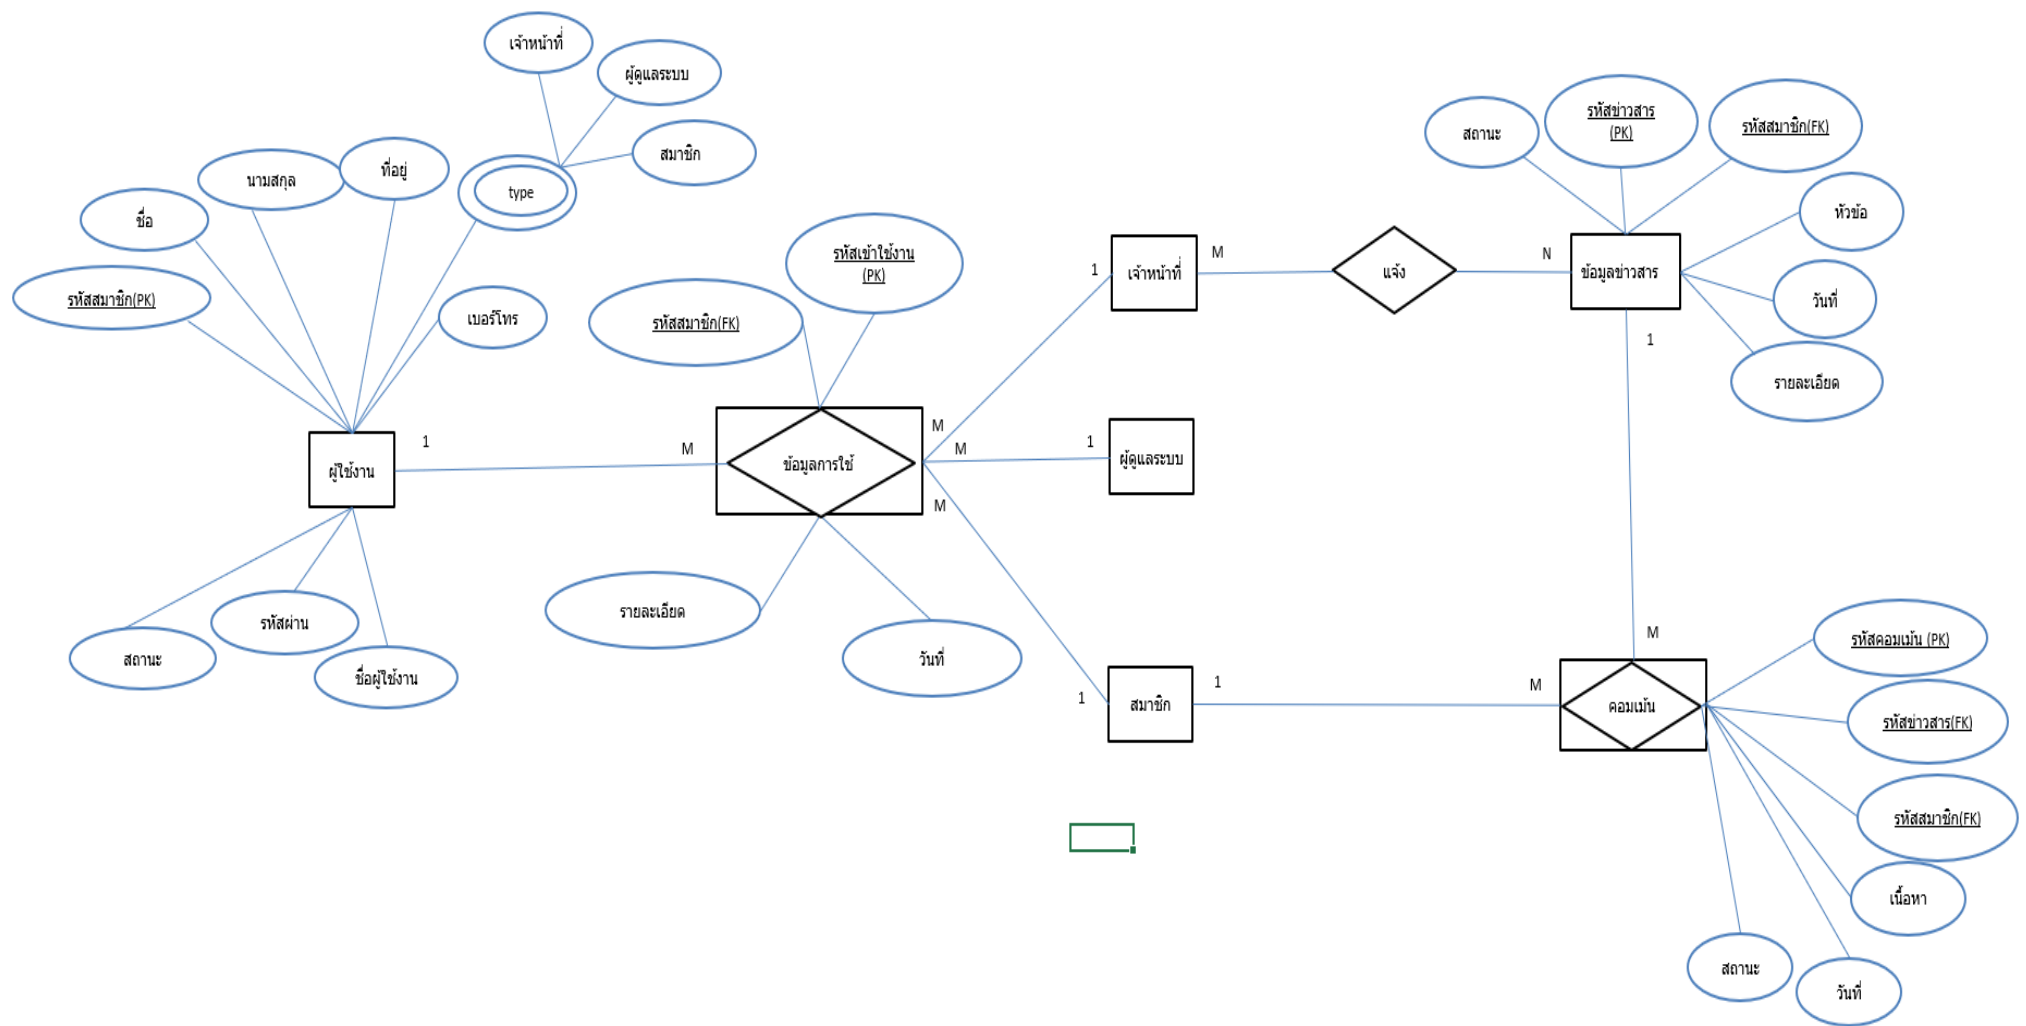 เจ้าหน้าที่
ผู้ดูแลระบบ
สมาชิก
type
ที่อยู่
นามสกุล
ชื่อ
รหัสสมาชิก(PK)
เบอร์โทร
ผู้ใช้งาน
1
M
สถานะ
รหัสผ่าน
ชื่อผู้ใช้งาน
รหัสสมาชิก(FK)
รหัสเข้าใช้งาน
(PK)
ข้อมูลการใช้
รายละเอียด
วันที่
M
M
M
1
1
1
เจ้าหน้าที่
ผู้ดูแลระบบ
สมาชิก
M
แจ้ง
N
ข้อมูลข่าวสาร
สถานะ
รหัสข่าวสาร
(PK)
รหัสสมาชิก(FK)
หัวข้อ
วันที่
รายละเอียด
1
M
1
M
คอมเม้น
รหัสคอมเม้น (PK)
รหัสข่าวสาร(FK)
รหัสสมาชิก(FK)
เนื้อหา
สถานะ
วันที่